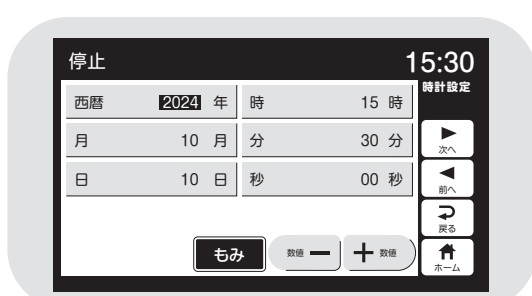 停止 15:30
時計設定
西暦 2024 年 時 15 時
月 10 月 分 30 分
日 10 日 秒 00 秒
次へ
前へ
戻る
もみ 数値 ー ＋ 数値
ホーム